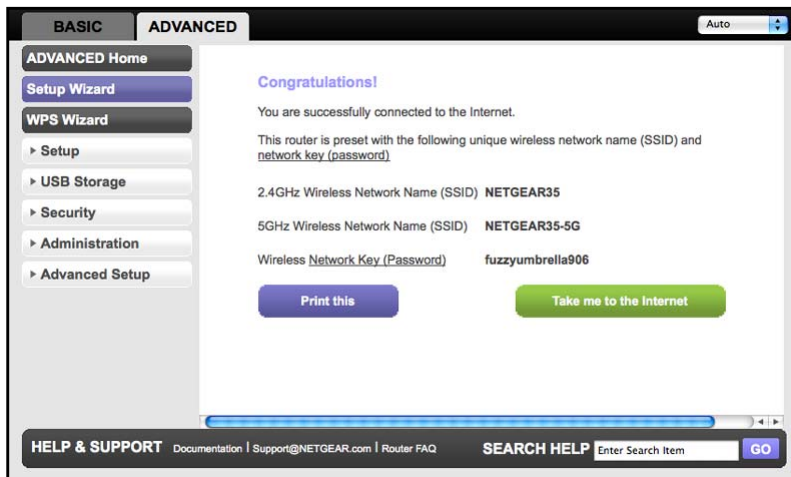 BASIC
ADVANCED
Auto
ADVANCED Home
Setup Wizard
WPS Wizard
Setup
USB Storage
Security
Administration
Advanced Setup
Congratulations!
You are successfully connected to the Internet.
This router is preset with the following unique wireless network name (SSID) and
network key (password)
2.4GHz Wireless Network Name (SSID) NETGEAR35
5GHz Wireless Network Name (SSID) NETGEAR35-5G
Wireless Network Key (Password) fuzzyumbrella906
Print this
Take me to the Internet
HELP & SUPPORT Documentation | Support@NETGEAR.com | Router FAQ
SEARCH HELP Enter Search Item GO